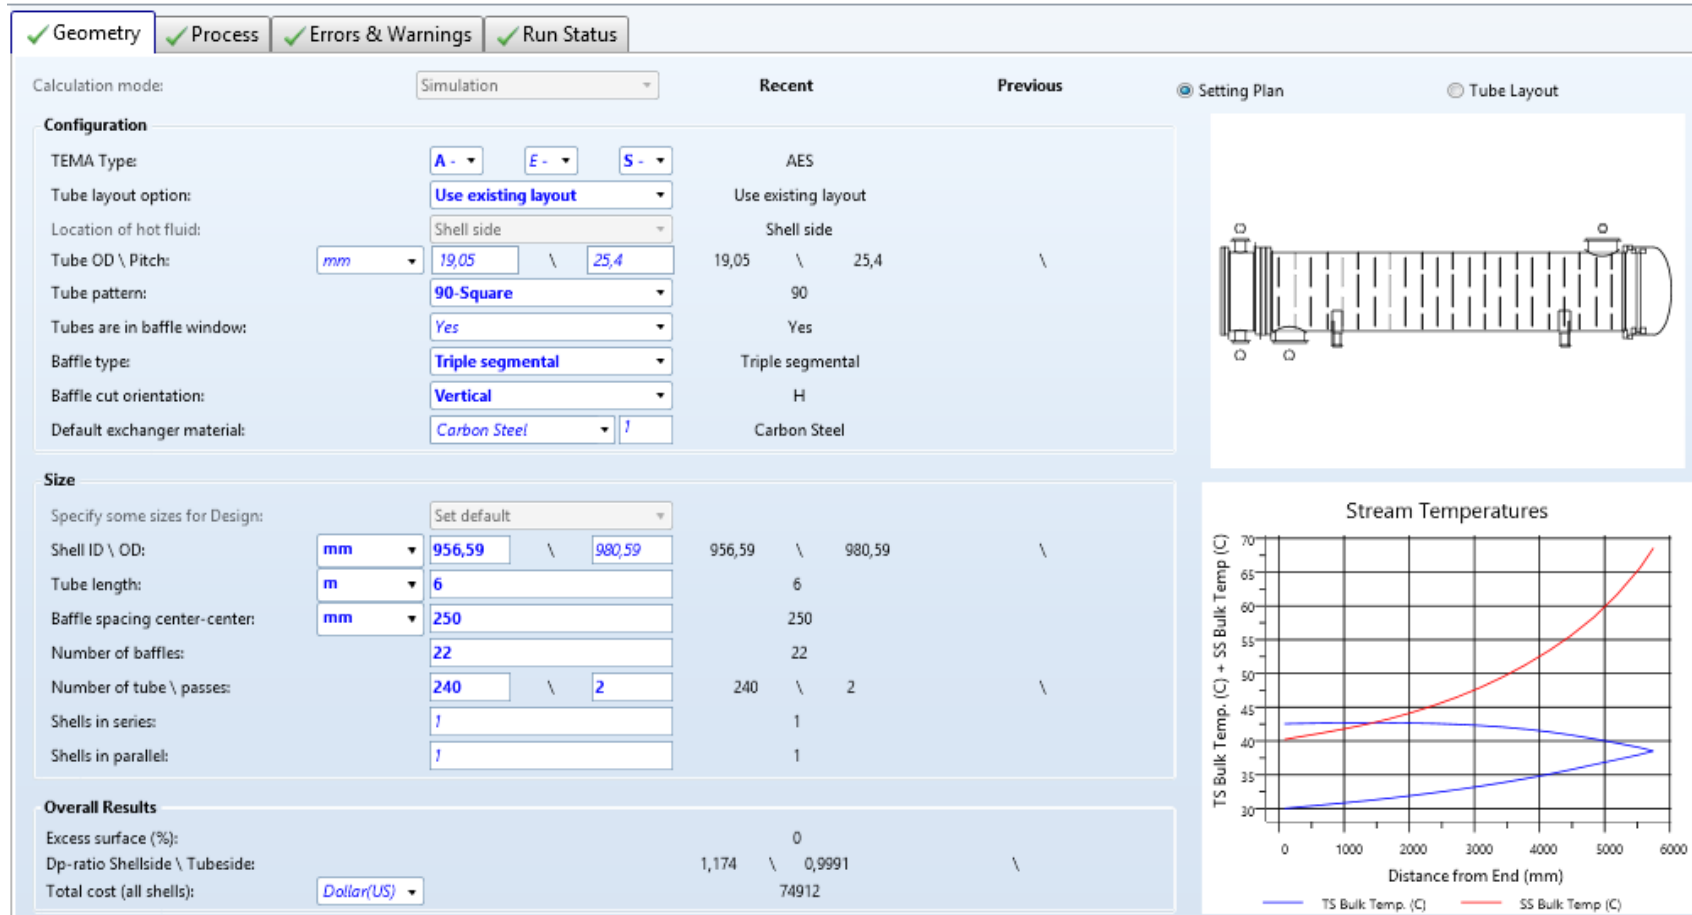 Geometry Process Errors & Warnings Run Status
Calculation mode: Simulation Recent Previous Setting Plan Tube Layout
Configuration
TEMA Type: A - E - S - AES
Tube layout option: Use existing layout Use existing layout
Location of hot fluid: Shell side Shell side
Tube OD \ Pitch: mm 19,05 \ 25,4 19,05 \ 25,4 \
Tube pattern: 90-Square 90
Tubes are in baffle window: Yes Yes
Baffle type: Triple segmental Triple segmental
Baffle cut orientation: Vertical H
Default exchanger material: Carbon Steel 1 Carbon Steel
Size
Specify some sizes for Design: Set default
Shell ID \ OD: mm 956,59 \ 980,59 956,59 \ 980,59 \
Tube length: m 6 6
Baffle spacing center-center: mm 250 250
Number of baffles: 22 22
Number of tube \ passes: 240 \ 2 240 \ 2 \
Shells in series: 1 1
Shells in parallel: 1 1
Overall Results
Excess surface (%): 0
Dp-ratio Shellside \ Tubeside: 1,174 \ 0,9991 \
Total cost (all shells): Dollar(US) 74912
Stream Temperatures
TS Bulk Temp. (C) + SS Bulk Temp (C)
70
65
60
55
50
45
40
35
30
0 1000 2000 3000 4000 5000 6000
Distance from End (mm)
TS Bulk Temp. (C) SS Bulk Temp (C)